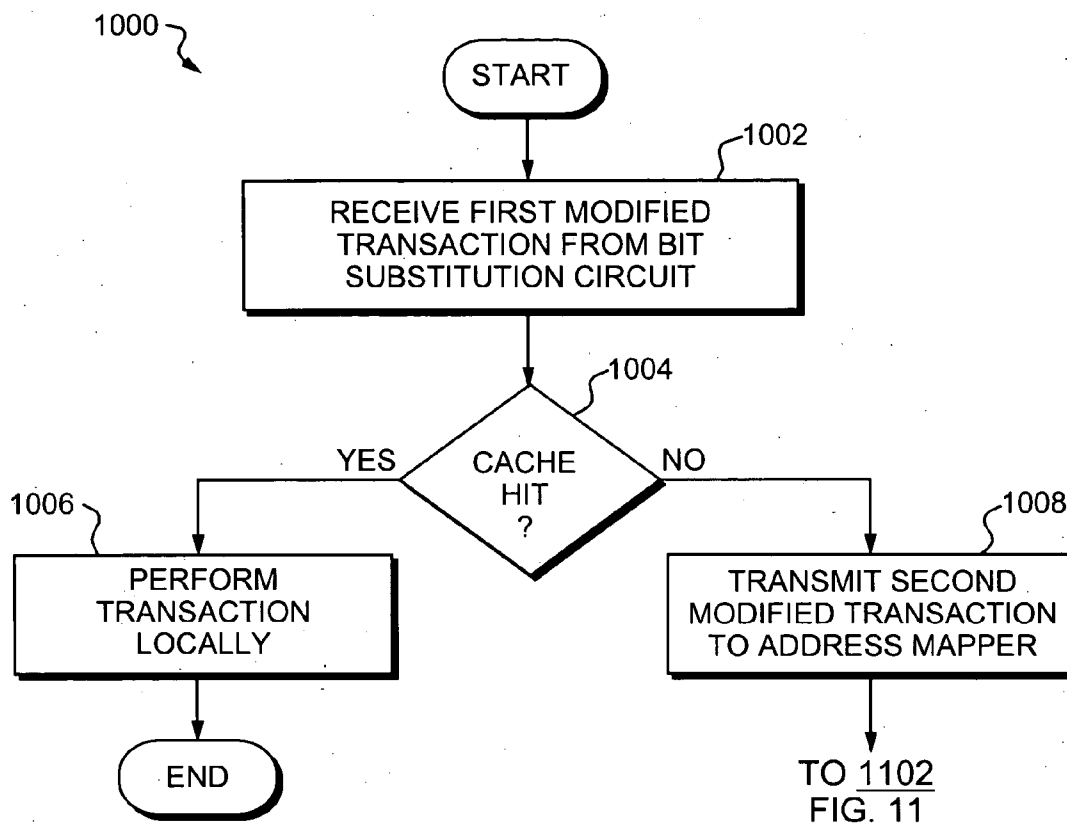 1000
START
1002
RECEIVE FIRST MODIFIED
TRANSACTION FROM BIT
SUBSTITUTION CIRCUIT
1004
CACHE
HIT
?
YES
NO
1006
PERFORM
TRANSACTION
LOCALLY
END
1008
TRANSMIT SECOND
MODIFIED TRANSACTION
TO ADDRESS MAPPER
TO 1102
FIG. 11